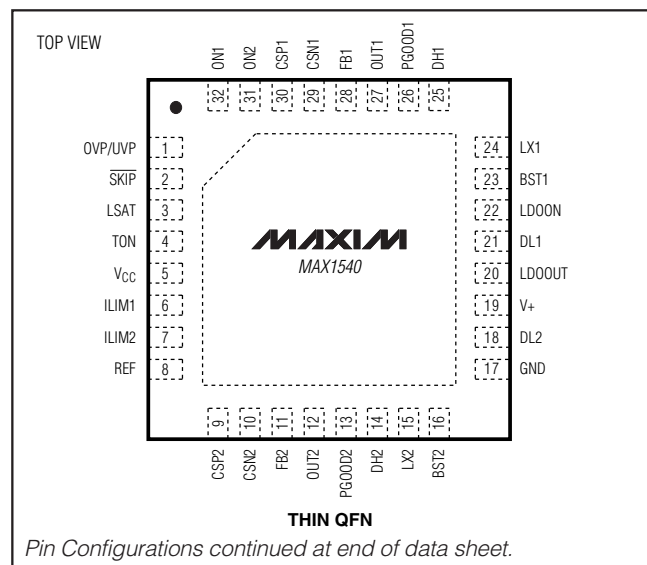 TOP VIEW
ON1
ON2
CSP1
CSN1
FB1
OUT1
PGOOD1
DH1
32
31
30
29
28
27
26
25
OVP/UVP 1
SKIP 2
LSAT 3
TON 4
VCC 5
ILIM1 6
ILIM2 7
REF 8
24 LX1
23 BST1
22 LDOON
21 DL1
20 LDOOUT
19 V+
18 DL2
17 GND
MAXIM
MAX1540
9
10
11
12
13
14
15
16
CSP2
CSN2
FB2
OUT2
PGOOD2
DH2
LX2
BST2
THIN QFN
Pin Configurations continued at end of data sheet.